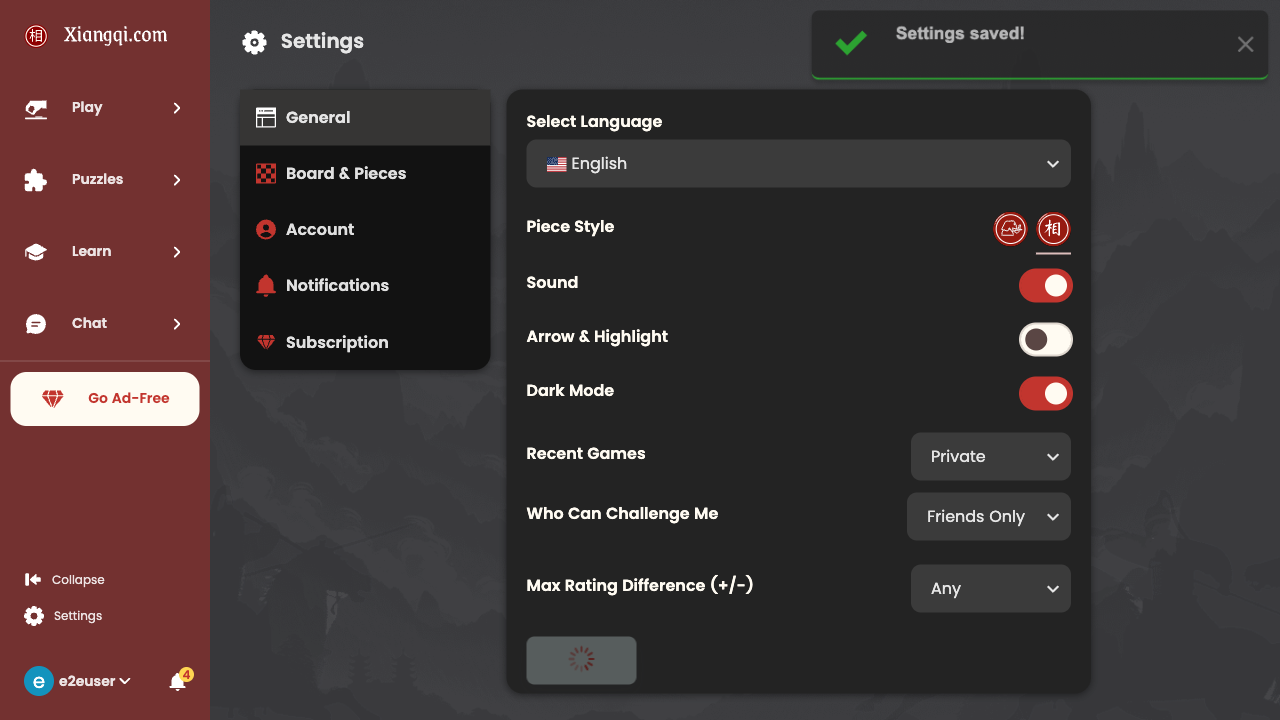 相 Xiangqi.com
Play
Puzzles
Learn
Chat
Go Ad-Free
Collapse
Settings
e e2euser
4
Settings
Settings saved!
General
Board & Pieces
Account
Notifications
Subscription
Select Language
English
Piece Style
相
Sound
Arrow & Highlight
Dark Mode
Recent Games
Private
Who Can Challenge Me
Friends Only
Max Rating Difference (+/-)
Any